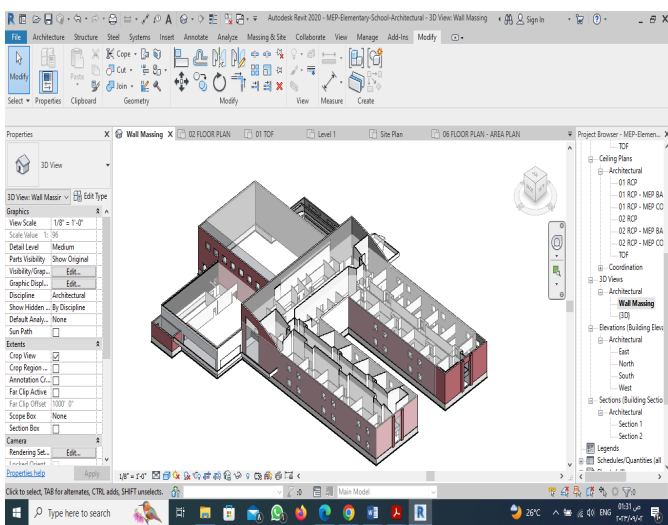 Autodesk Revit 2020 - MEP-Elementary-School-Architectural - 3D View: Wall Massing
Sign In
File Architecture Structure Steel Systems Insert Annotate Analyze Massing & Site Collaborate View Manage Add-Ins Modify
Modify
Properties
Paste
Cope
Cut
Join
Select Properties Clipboard Geometry Modify View Measure Create
Properties
Wall Massing 02 FLOOR PLAN 01 TOF Level 1 Site Plan 06 FLOOR PLAN - AREA PLAN
3D View
3D View: Wall Massir Edit Type
Graphics
View Scale 1/8" = 1'-0"
Scale Value 1: 96
Detail Level Medium
Parts Visibility Show Original
Visibility/Grap... Edit...
Graphic Displ... Edit...
Discipline Architectural
Show Hidden ... By Discipline
Default Analy... None
Sun Path
Extents
Crop View
Crop Region ...
Annotation Cr...
Far Clip Active
Far Clip Offset 1000' 0"
Scope Box None
Section Box
Camera
Rendering Set... Edit...
Locked Orient...
Properties help Apply
Project Browser - MEP-Elemen...
TOF
Ceiling Plans
Architectural
01 RCP
01 RCP - MEP BA
01 RCP - MEP CO
02 RCP
02 RCP - MEP BA
02 RCP - MEP CO
TOF
Coordination
3D Views
Architectural
Wall Massing
{3D}
Elevations (Building Eleva
Architectural
East
North
South
West
Sections (Building Sectio
Architectural
Section 1
Section 2
Legends
Schedules/Quantities (all
1/8" = 1'-0"
Click to select, TAB for alternates, CTRL adds, SHIFT unselects.
:0 Main Model
:0
Type here to search
26°C ENG 01:31 ص